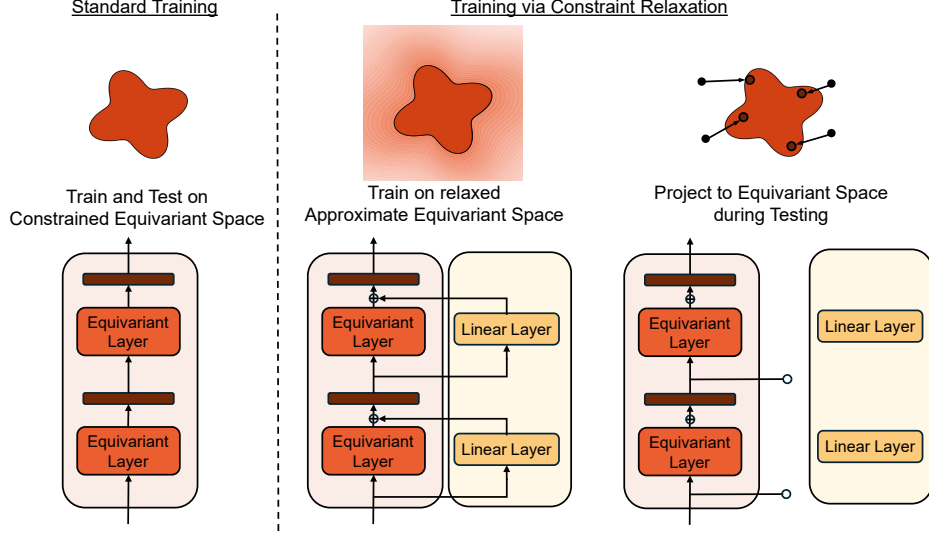 Standard Training
Training via Constraint Relaxation
Train and Test on
Constrained Equivariant Space
Train on relaxed
Approximate Equivariant Space
Project to Equivariant Space
during Testing
Equivariant
Layer
Equivariant
Layer
Equivariant
Layer
Linear Layer
Equivariant
Layer
Linear Layer
Equivariant
Layer
Linear Layer
Equivariant
Layer
Linear Layer